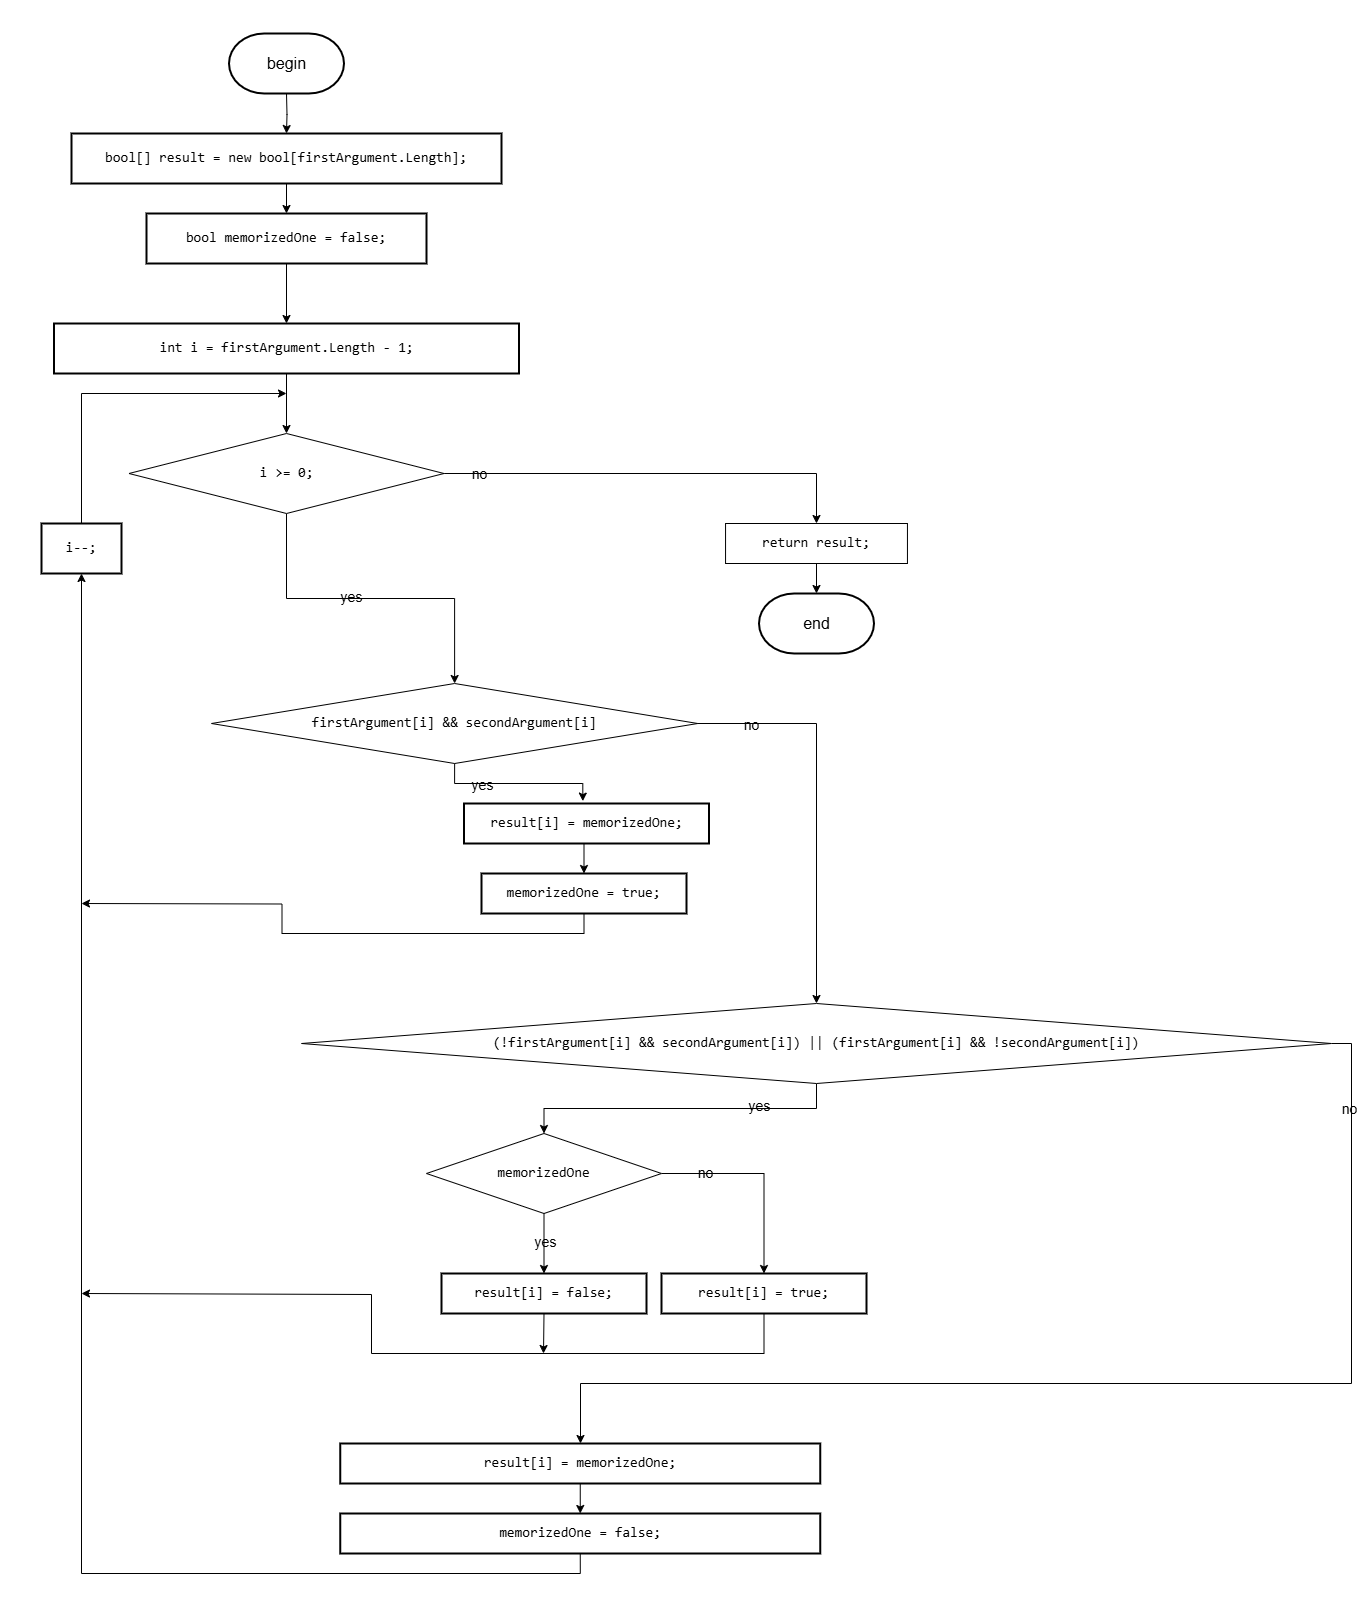 begin
bool[] result = new bool[firstArgument.Length];
bool memorizedOne = false;
int i = firstArgument.Length - 1;
i >= 0;
no
i--;
return result;
yes
end
firstArgument[i] && secondArgument[i]
no
yes
result[i] = memorizedOne;
memorizedOne = true;
(!firstArgument[i] && secondArgument[i]) || (firstArgument[i] && !secondArgument[i])
yes
no
memorizedOne
no
yes
result[i] = false;
result[i] = true;
result[i] = memorizedOne;
memorizedOne = false;